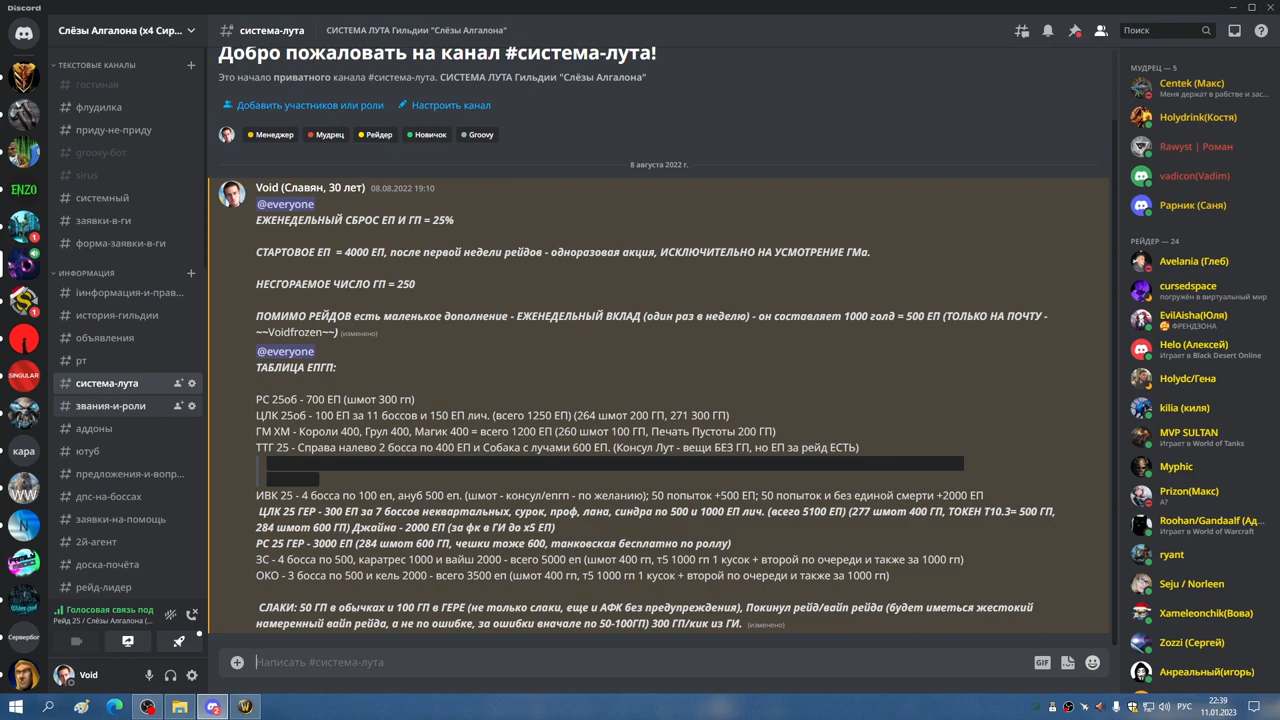 Discord
Слёзы Алгалона (x4 Сир...
система-лута
СИСТЕМА ЛУТА Гильдии "Слёзы Алгалона"
Поиск
ТЕКСТОВЫЕ КАНАЛЫ
гостиная
флудилка
приду-не-приду
groovy-бот
sirus
системный
заявки-в-ги
форма-заявки-в-ги
ИНФОРМАЦИЯ
iинформация-и-прав...
история-гильдии
объявления
рт
система-лута
звания-и-роли
аддоны
ютуб
предложения-и-вопр...
дпс-на-боссах
заявки-на-помощь
2й-агент
доска-почёта
рейд-лидер
Голосовая связь под
Рейд 25 / Слёзы Алгалона (...
Void
ENZO
1
1
SINGULAR
кара
WW
Сервербог
Добро пожаловать на канал #система-лута!
Это начало приватного канала #система-лута. СИСТЕМА ЛУТА Гильдии "Слёзы Алгалона"
Добавить участников или роли
Настроить канал
Менеджер
Мудрец
Рейдер
Новичок
Groovy
8 августа 2022 г.
Void (Славян, 30 лет) 08.08.2022 19:10
@everyone
ЕЖЕНЕДЕЛЬНЫЙ СБРОС ЕП И ГП = 25%
СТАРТОВОЕ ЕП = 4000 ЕП, после первой недели рейдов - одноразовая акция, ИСКЛЮЧИТЕЛЬНО НА УСМОТРЕНИЕ ГМа.
НЕСГОРАЕМОЕ ЧИСЛО ГП = 250
ПОМИМО РЕЙДОВ есть маленькое дополнение - ЕЖЕНЕДЕЛЬНЫЙ ВКЛАД (один раз в неделю) - он составляет 1000 голд = 500 ЕП (ТОЛЬКО НА ПОЧТУ -
~~Voidfrozen~~) (изменено)
@everyone
ТАБЛИЦА ЕПГП:
РС 25об - 700 ЕП (шмот 300 гп)
ЦЛК 25об - 100 ЕП за 11 боссов и 150 ЕП лич. (всего 1250 ЕП) (264 шмот 200 ГП, 271 300 ГП)
ГМ ХМ - Короли 400, Грул 400, Магик 400 = всего 1200 ЕП (260 шмот 100 ГП, Печать Пустоты 200 ГП)
ТТГ 25 - Справа налево 2 босса по 400 ЕП иСобака с лучами 600 ЕП. (Консул Лут - вещи БЕЗ ГП, но ЕП за рейд ЕСТЬ)
ИВК 25 - 4 босса по 100 еп, ануб 500 еп. (шмот - консул/епгп - по желанию); 50 попыток +500 ЕП; 50 попыток и без единой смерти +2000 ЕП
ЦЛК 25 ГЕР - 300 ЕП за 7 боссов неквартальных, сурок, проф, лана, синдра по 500 и 1000 ЕП лич. (всего 5100 ЕП) (277 шмот 400 ГП, ТОКЕН Т10.3= 500 ГП,
284 шмот 600 ГП) Джайна - 2000 ЕП (за фк в ГИ до х5 ЕП)
РС 25 ГЕР - 3000 ЕП (284 шмот 600 ГП, чешки тоже 600, танковская бесплатно по роллу)
ЗС - 4 босса по 500, каратрес 1000 и вайш 2000 - всего 5000 еп (шмот 400 гп, т5 1000 гп 1 кусок + второй по очереди и также за 1000 гп)
ОКО - 3 босса по 500 и кель 2000 - всего 3500 еп (шмот 400 гп, т5 1000 гп 1 кусок + второй по очереди и также за 1000 гп)
СЛАКИ: 50 ГП в обычках и 100 ГП в ГЕРЕ (не только слаки, еще и АФК без предупреждения), Покинул рейд/вайп рейда (будет иметься жестокий
намеренный вайп рейда, а не по ошибке, за ошибки вначале по 50-100ГП) 300 ГП/кик из ГИ. (изменено)
Написать #система-лута
GIF
МУДРЕЦ — 5
Centek (Макс)
Меня держат в рабстве и зас...
Holydrink(Костя)
Rawyst | Роман
vadicon(Vadim)
Рарник (Саня)
РЕЙДЕР — 24
Avelania (Глеб)
cursedspace
погружён в виртуальный мир
EvilAisha(Юля)
ФРЕНДЗОНА
Helo (Алексей)
Играет в Black Desert Online
Holydc/Гена
kilia (киля)
MVP SULTAN
Играет в World of Tanks
Myphic
Prizon(Макс)
Roohan/Gandaalf (Ад...
Играет в World of Warcraft
ryant
Seju / Norleen
Xameleonchik(Вова)
Zozzi (Сергей)
Анреальный(игорь)
РУС
22:39
11.01.2023